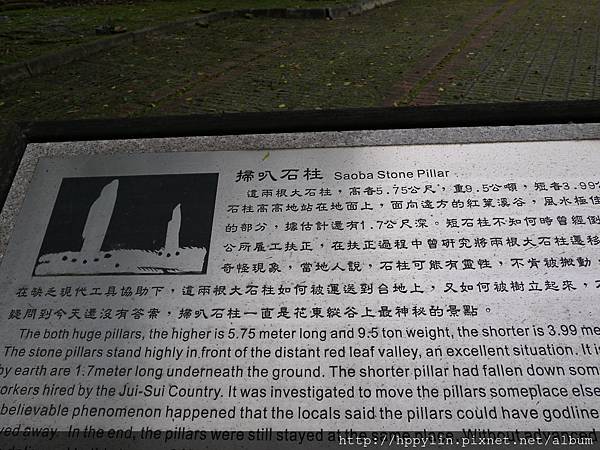 掃叭石柱 Saoba Stone Pillar
這兩根大石柱，高者5.75公尺，重9.5公噸，短者3.99公
石柱高高地站在地面上，面向遠方的紅葉溪谷，風水極佳
的部分，據估計還有1.7公尺深。短石柱不知何時曾經倒
公所雇工扶正，在扶正過程中曾研究將兩根大石柱遷移
奇怪現象，當地人說，石柱可能有靈性，不肯被搬動
在缺乏現代工具協助下，這兩根大石柱如何被運送到台地上，又如何被樹立起來，
疑問到今天還沒有答案，掃叭石柱一直是花東縱谷上最神秘的景點。
The both huge pillars, the higher is 5.75 meter long and 9.5 ton weight, the shorter is 3.99 me
The stone pillars stand highly in front of the distant red leaf valley, an excellent situation. It is
by earth are 1.7meter long underneath the ground. The shorter pillar had fallen down som
orkers hired by the Jui-Sui Country. It was investigated to move the pillars someplace else
believable phenomenon happened that the locals said the pillars could have godline
yed away. In the end, the pillars were still stayed at the same place. Without advanced
http://hppylin.pixnet.net/album